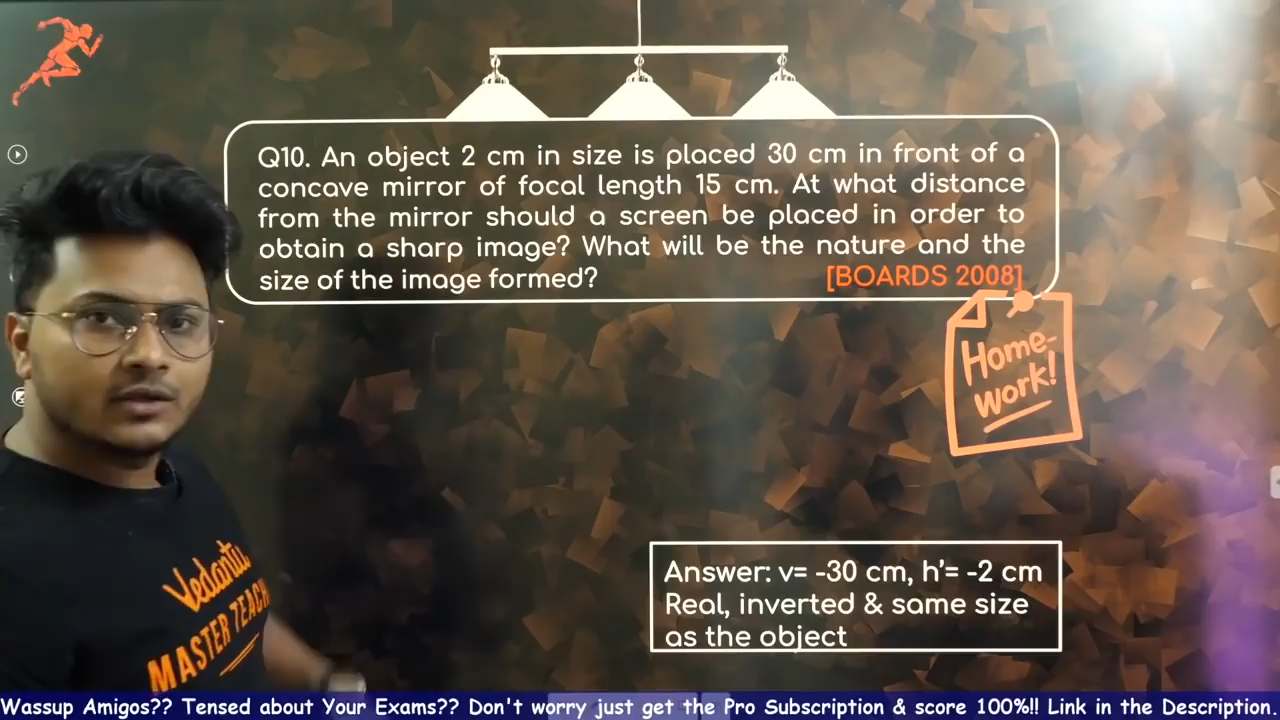 Q10. An object 2 cm in size is placed 30 cm in front of a
concave mirror of focal length 15 cm. At what distance
from the mirror should a screen be placed in order to
obtain a sharp image? What will be the nature and the
size of the image formed? [BOARDS 2008]
Home-
work!
Answer: v= -30 cm, h'= -2 cm
Real, inverted & same size
as the object
Vedantu
MASTER TEACH
Wassup Amigos?? Tensed about Your Exams?? Don't worry just get the Pro Subscription & score 100%!! Link in the Description.